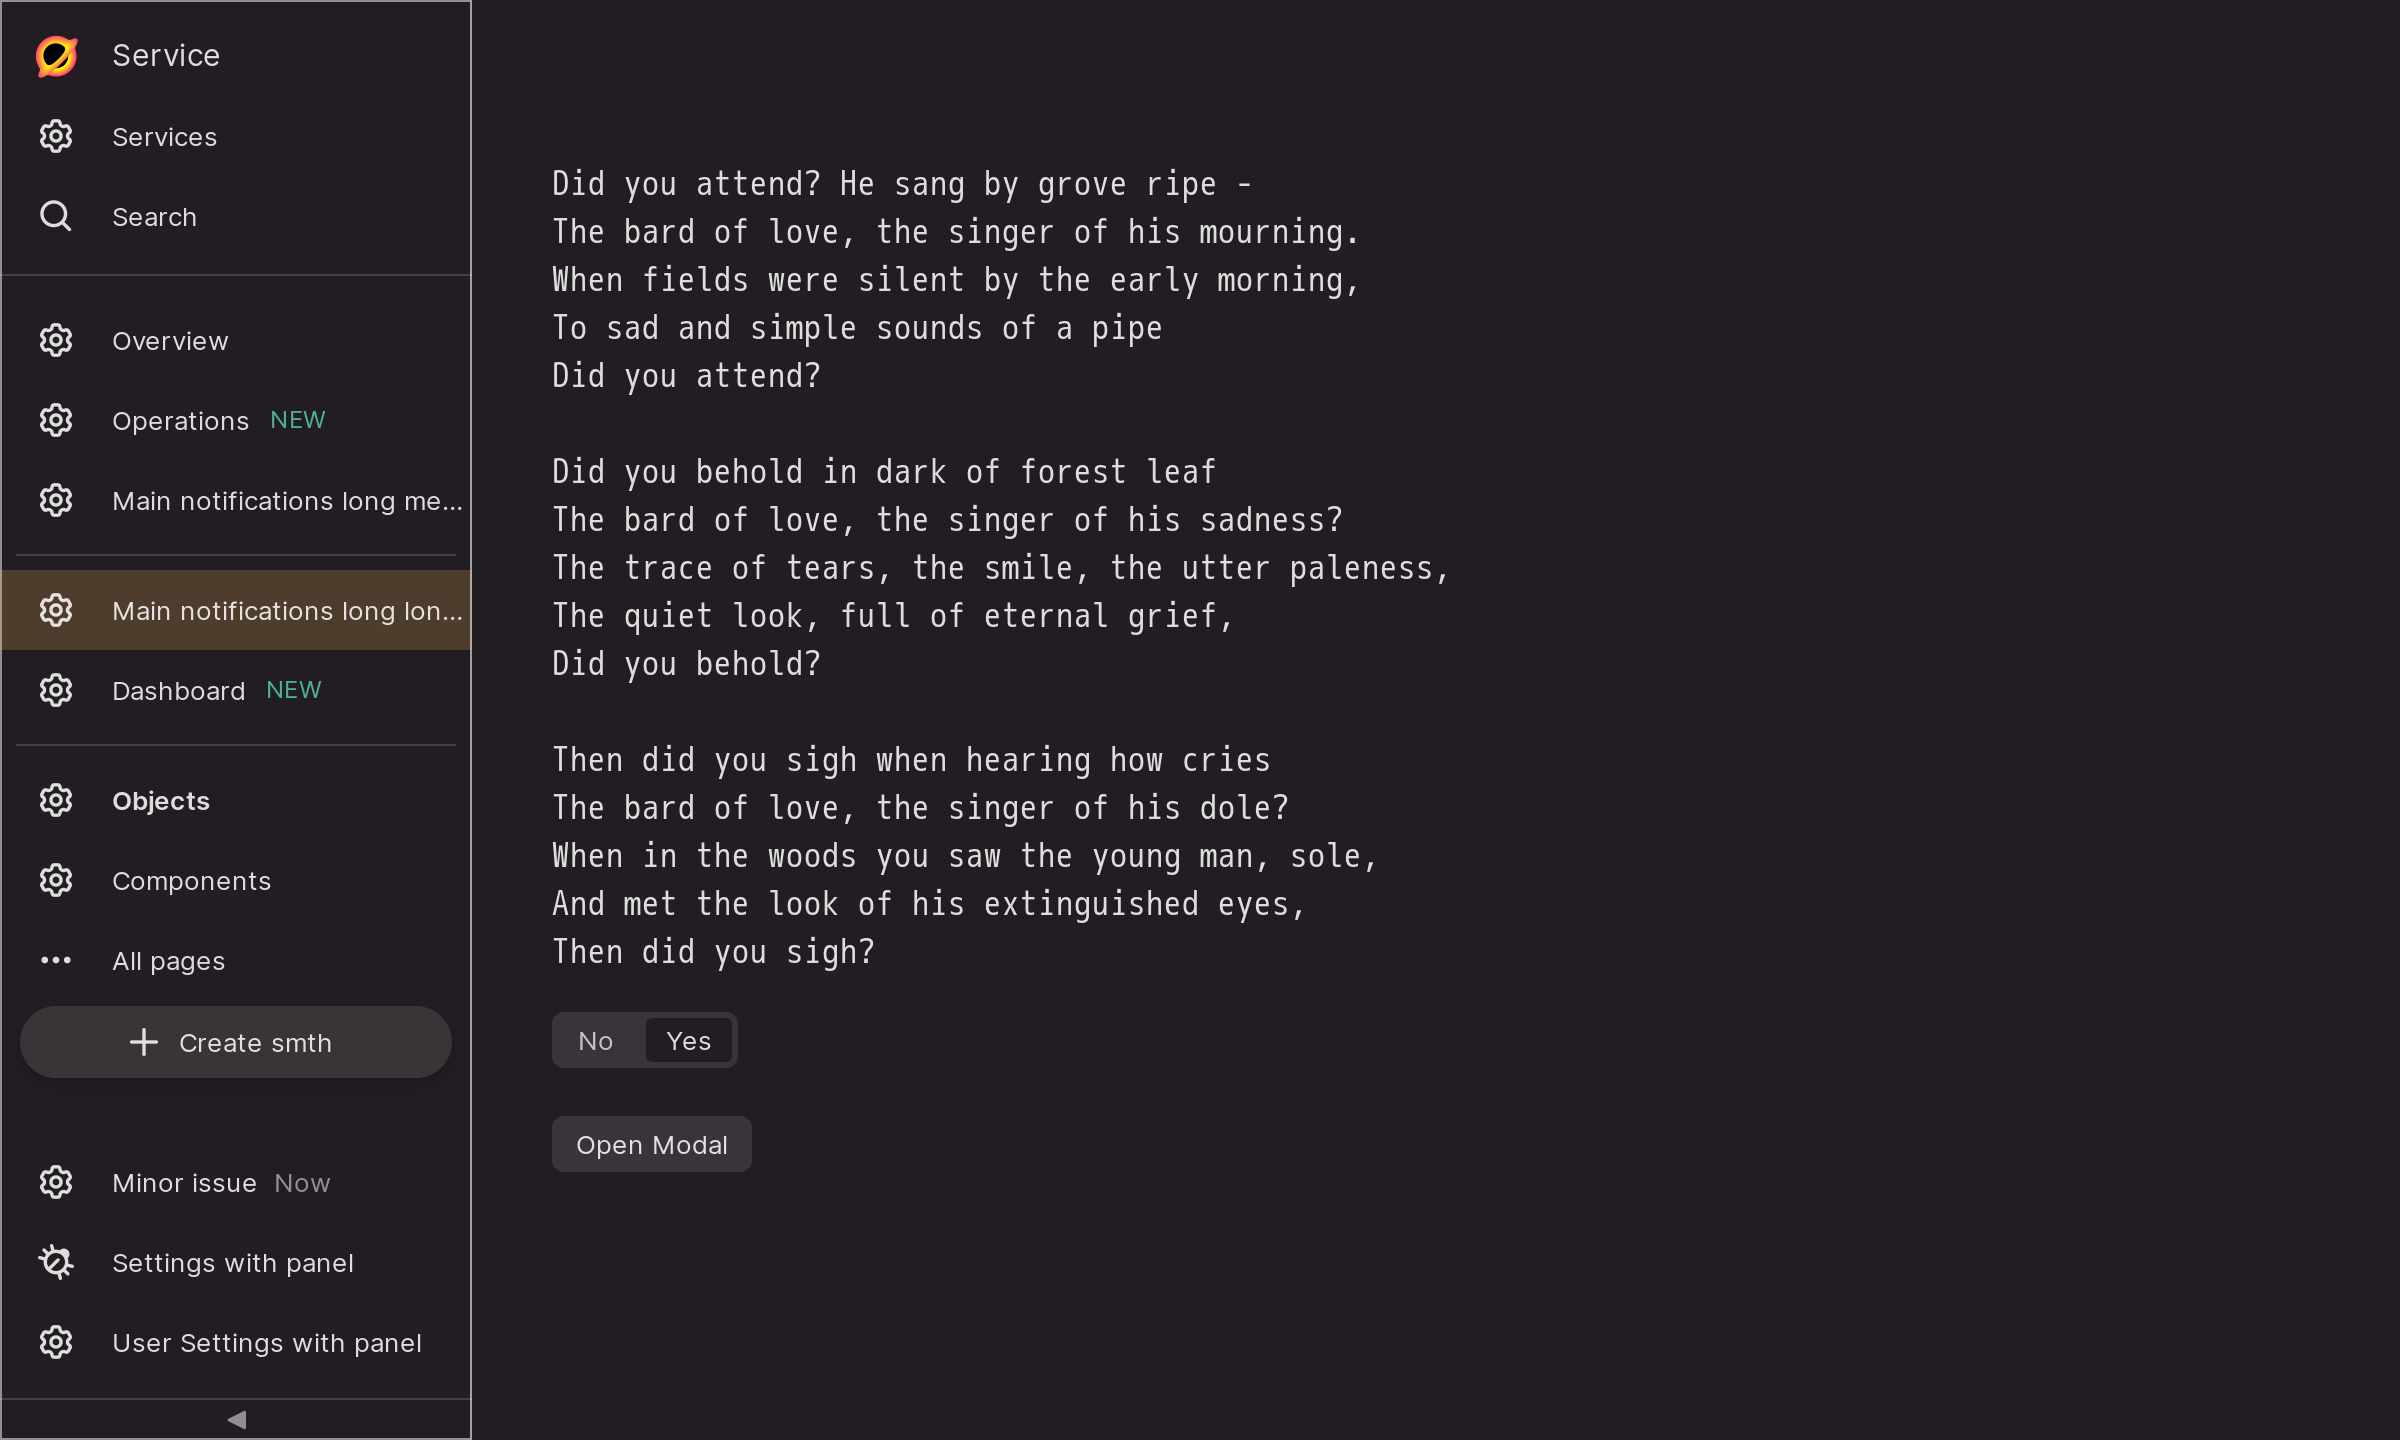 Service
Services
Search
Overview
Operations NEW
Main notifications long me...
Main notifications long lon...
Dashboard NEW
Objects
Components
All pages
Create smth
Minor issue Now
Settings with panel
User Settings with panel
Did you attend? He sang by grove ripe -
The bard of love, the singer of his mourning.
When fields were silent by the early morning,
To sad and simple sounds of a pipe
Did you attend?
Did you behold in dark of forest leaf
The bard of love, the singer of his sadness?
The trace of tears, the smile, the utter paleness,
The quiet look, full of eternal grief,
Did you behold?
Then did you sigh when hearing how cries
The bard of love, the singer of his dole?
When in the woods you saw the young man, sole,
And met the look of his extinguished eyes,
Then did you sigh?
No Yes
Open Modal